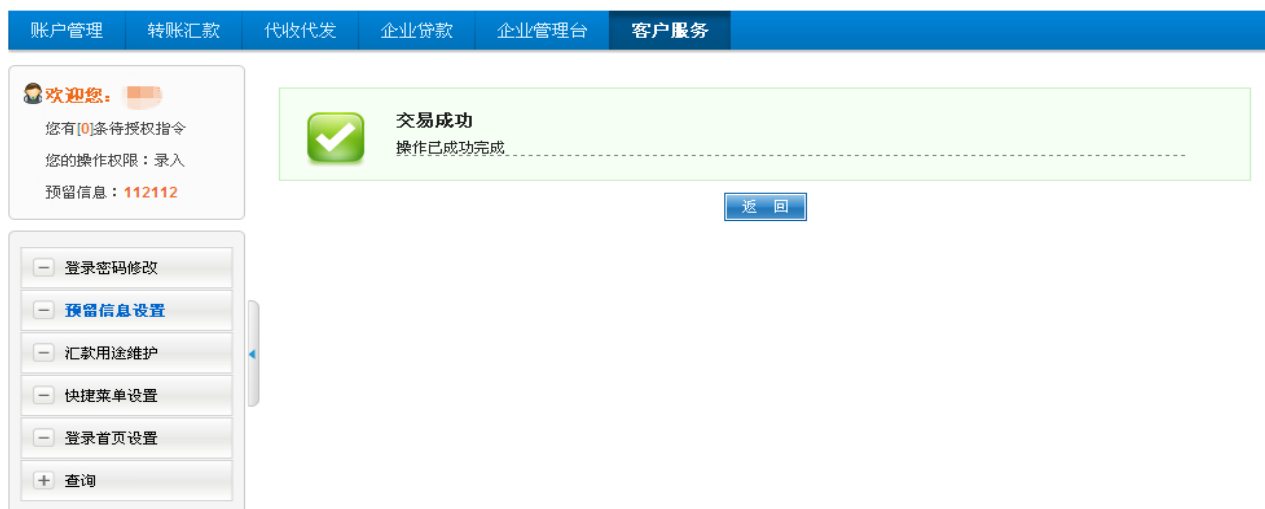 账户管理 转账汇款 代收代发 企业贷款 企业管理台 客户服务
欢迎您：
您有[0]条待授权指令
您的操作权限：录入
预留信息：112112
交易成功
操作已成功完成
返 回
登录密码修改
预留信息设置
汇款用途维护
快捷菜单设置
登录首页设置
查询